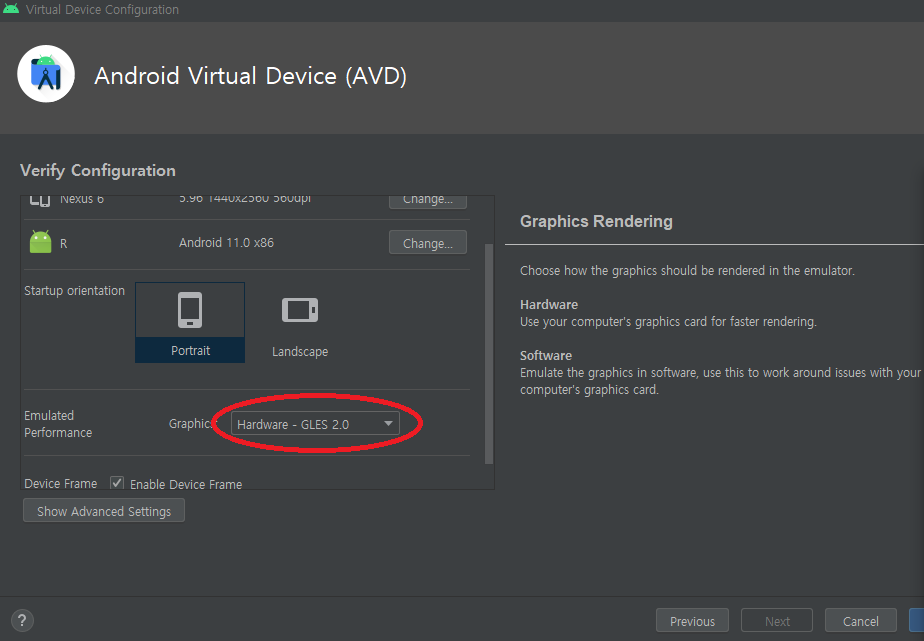 Virtual Device Configuration
Android Virtual Device (AVD)
Verify Configuration
Nexus 6 5.96 1440x2560 560dpi Change...
R Android 11.0 x86 Change...
Startup orientation
Portrait
Landscape
Emulated
Performance
Graphics Hardware - GLES 2.0
Device Frame Enable Device Frame
Show Advanced Settings
Graphics Rendering
Choose how the graphics should be rendered in the emulator.
Hardware
Use your computer's graphics card for faster rendering.
Software
Emulate the graphics in software, use this to work around issues with your
computer's graphics card.
?
Previous
Next
Cancel